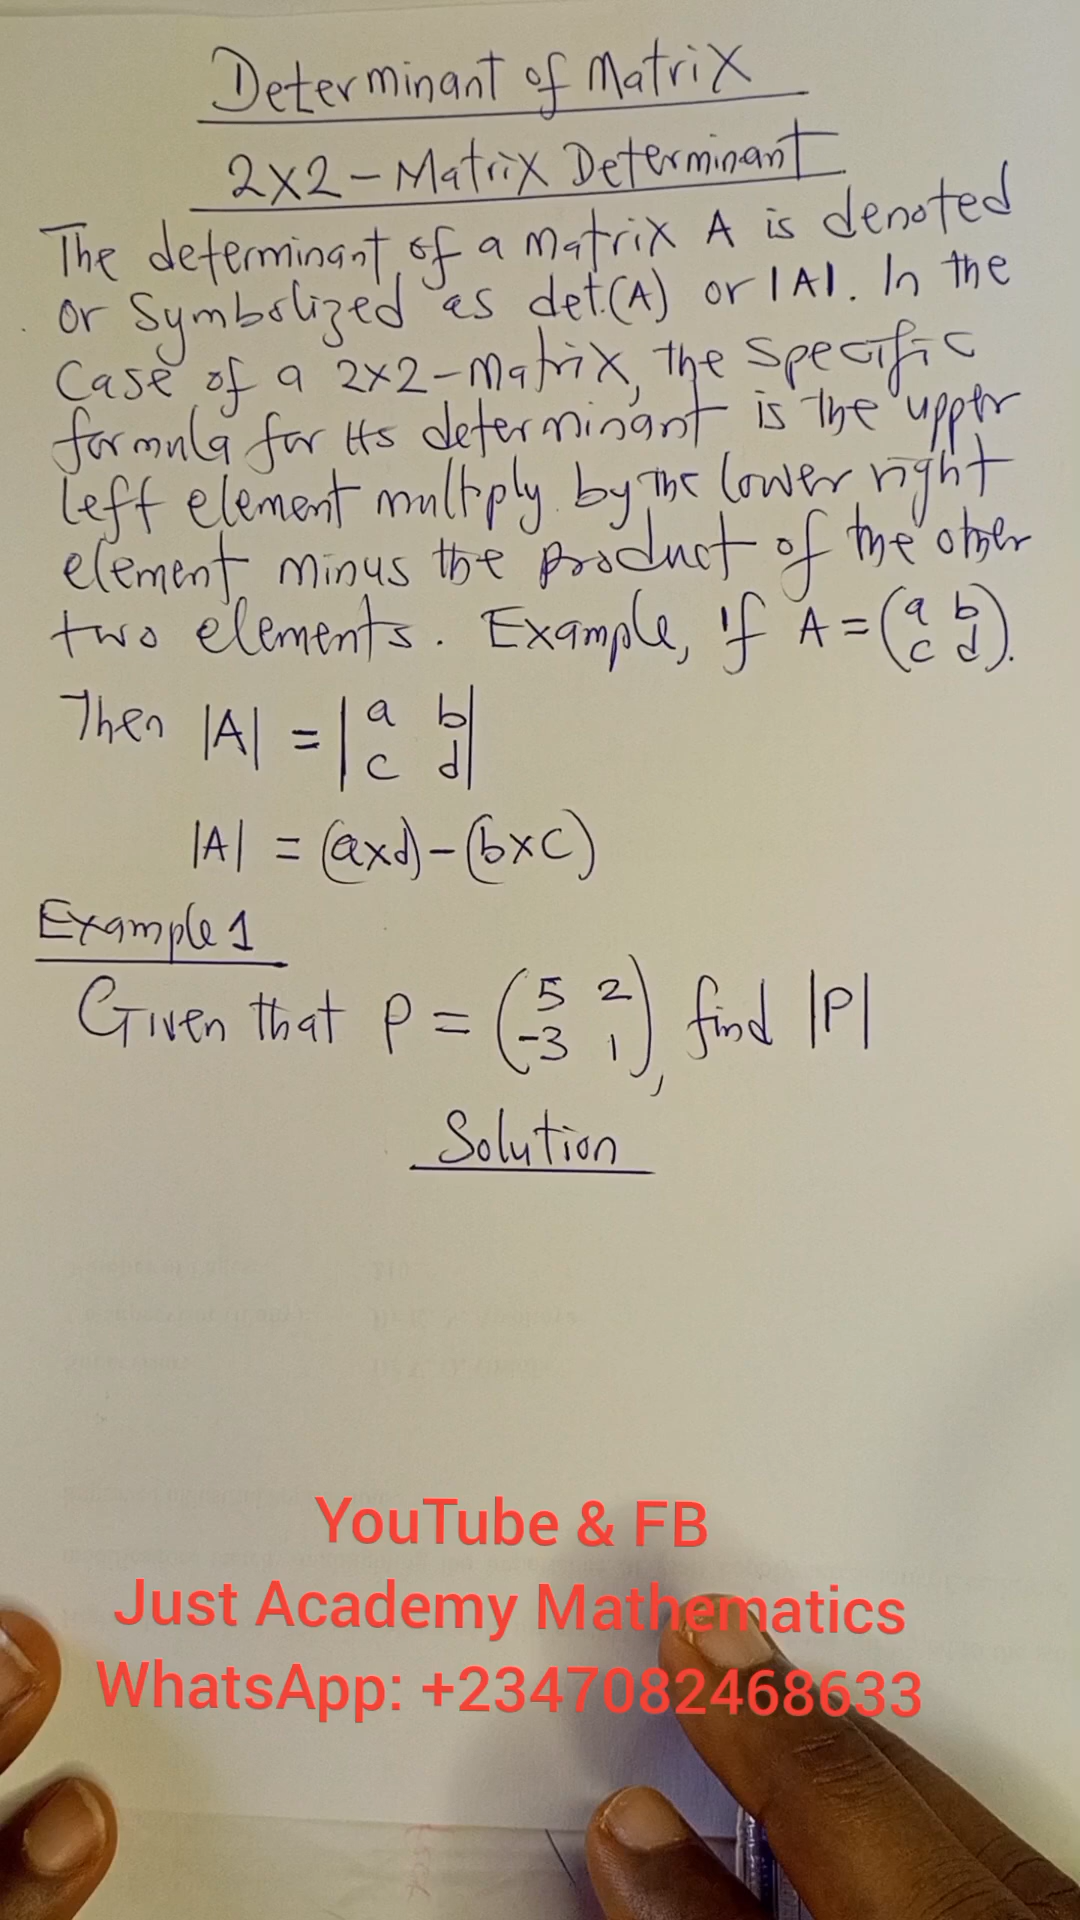 Determinant of Matrix
2x2-Matrix Determinant
The determinant of a matrix A is denoted
or symbolized as det.(A) or |A|. In the
Case of a 2x2-Matrix, the specific
formula for its determinant is the upper
left element multiply by the lower right
element minus the product of the other
two elements. Example, if A = (a b
c d).
Then |A| = |a b
c d|
|A| = (axd)-(bxc)
Example 1
Given that P = (5 2
-3 1), find |P|
Solution
YouTube & FB
Just Academy Mathematics
WhatsApp: +2347082468633